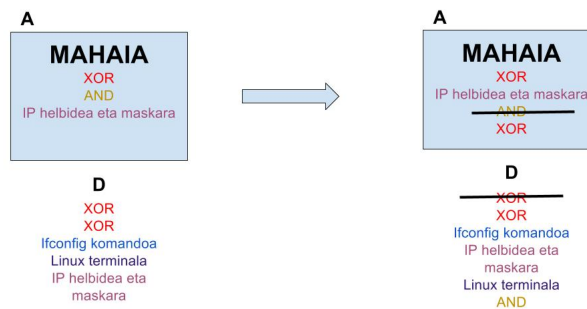 A
MAHAIA
XOR
AND
IP helbidea eta maskara
D
XOR
XOR
Ifconfig komandoa
Linux terminala
IP helbidea eta
maskara
A
MAHAIA
XOR
IP helbidea eta maskara
AND
XOR
D
XOR
XOR
Ifconfig komandoa
IP helbidea eta
maskara
Linux terminala
AND